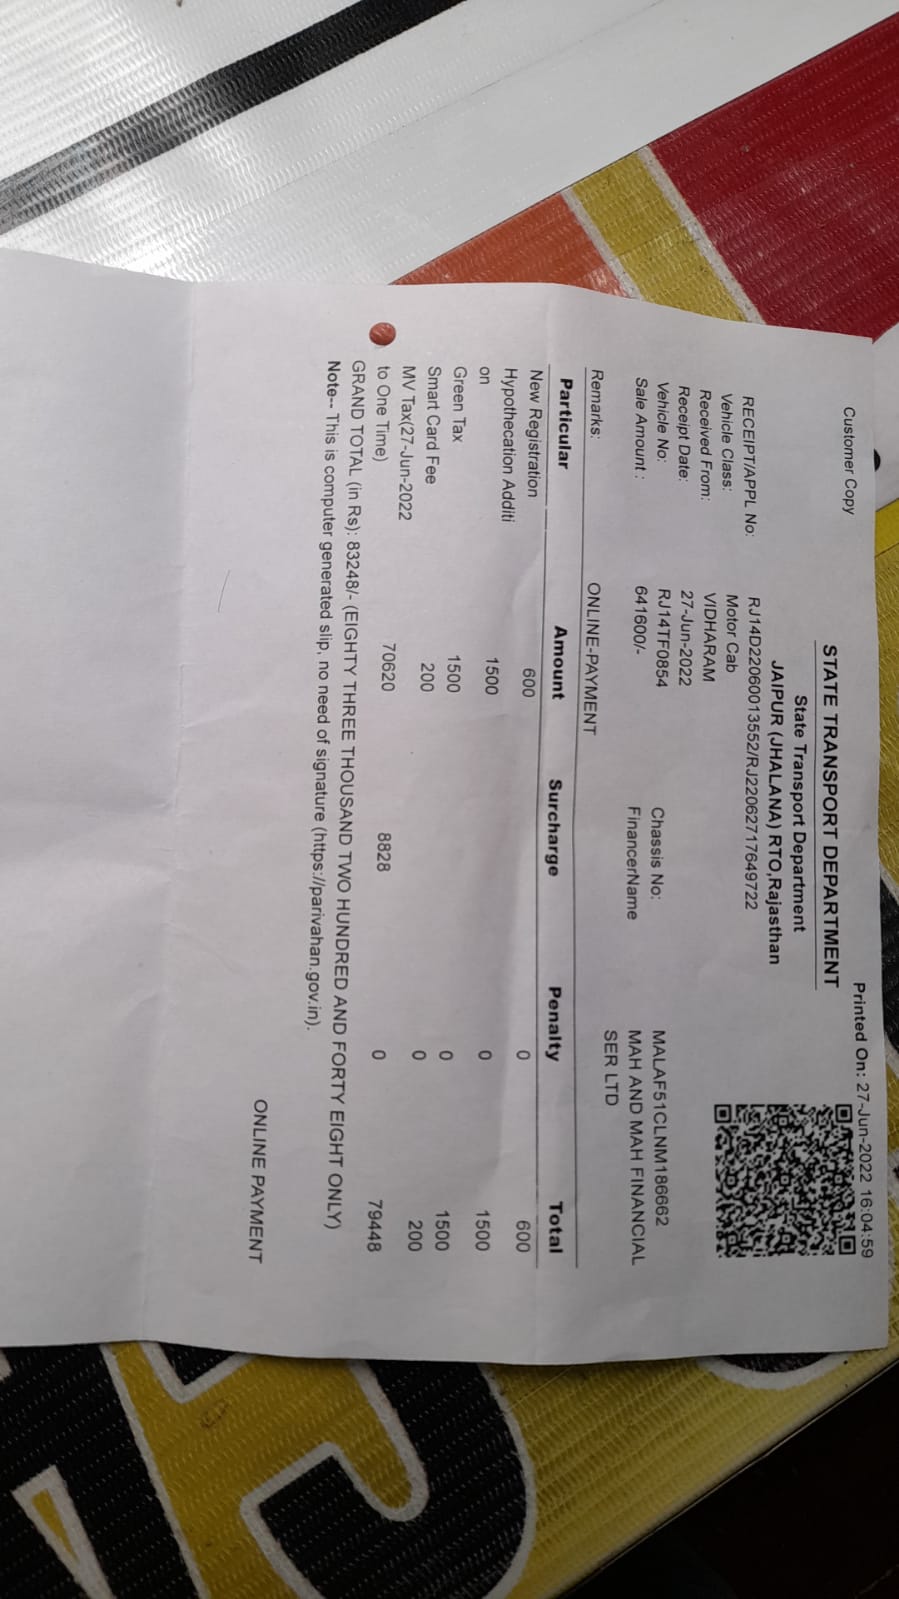 Customer Copy
Printed On: 27-Jun-2022 16:04:59
STATE TRANSPORT DEPARTMENT
State Transport Department
JAIPUR (JHALANA) RTO,Rajasthan
RECEIPT/APPL No: RJ14D22060013552/RJ22062717649722
Vehicle Class: Motor Cab
Received From: VIDHARAM
Receipt Date: 27-Jun-2022
Vehicle No: RJ14TF0854 Chassis No: MALAF51CLNM186662
Sale Amount : 641600/- FinancerName MAH AND MAH FINANCIAL
SER LTD
Remarks: ONLINE-PAYMENT
Particular Amount Surcharge Penalty Total
New Registration 600 0 600
Hypothecation Additi
on 1500 0 1500
Green Tax 1500 0 1500
Smart Card Fee 200 0 200
MV Tax(27-Jun-2022
to One Time) 70620 8828 0 79448
GRAND TOTAL (in Rs): 83248/- (EIGHTY THREE THOUSAND TWO HUNDRED AND FORTY EIGHT ONLY)
Note-- This is computer generated slip, no need of signature (https://parivahan.gov.in).
ONLINE PAYMENT